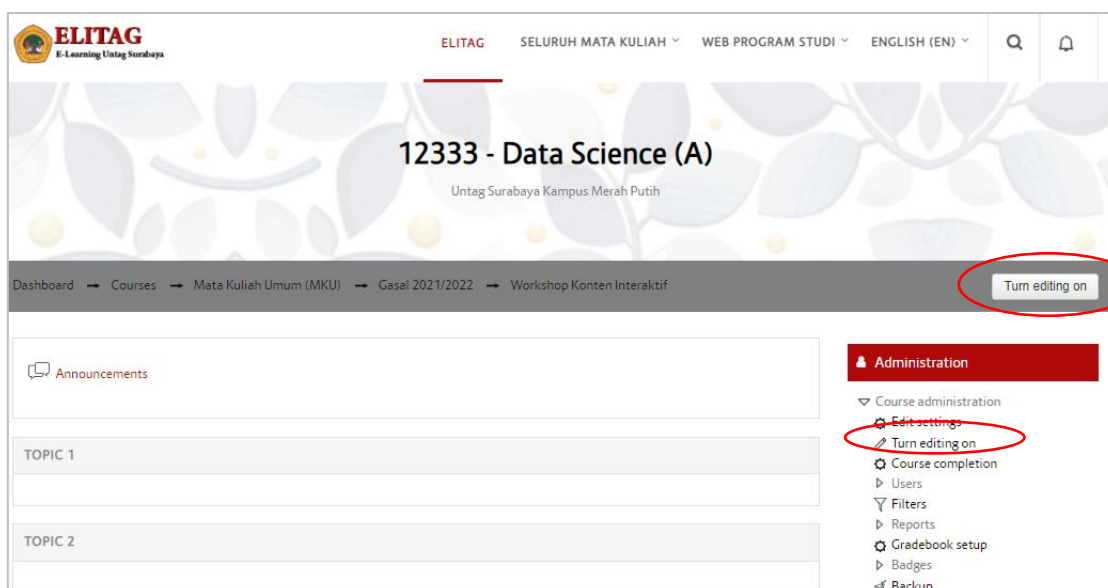 ELITAG
E-Learning Untag Surabaya
ELITAG SELURUH MATA KULIAH WEB PROGRAM STUDI ENGLISH (EN)
12333 - Data Science (A)
Untag Surabaya Kampus Merah Putih
Dashboard → Courses → Mata Kuliah Umum (MKU) → Gasal 2021/2022 → Workshop Konten Interaktif
Turn editing on
Announcements
TOPIC 1
TOPIC 2
Administration
Course administration
Edit settings
Turn editing on
Course completion
Users
Filters
Reports
Gradebook setup
Badges
Backup